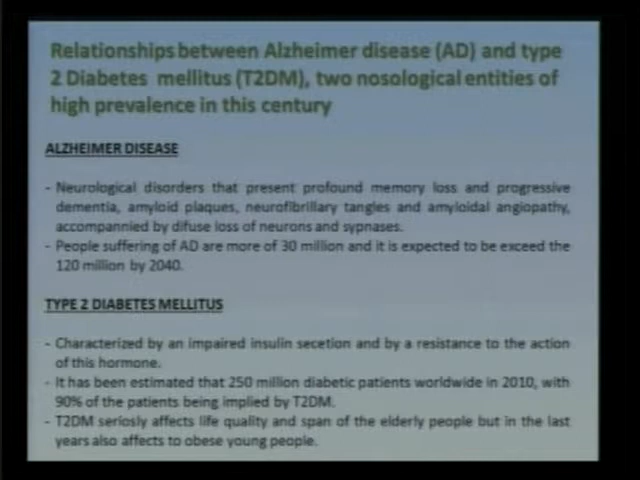 Relationships between Alzheimer disease (AD) and type
2 Diabetes mellitus (T2DM), two nosological entities of
high prevalence in this century
ALZHEIMER DISEASE
- Neurological disorders that present profound memory loss and progressive
dementia, amyloid plaques, neurofibrillary tangles and amyloidal angiopathy,
accompannied by difuse loss of neurons and sypnases.
- People suffering of AD are more of 30 million and it is expected to be exceed the
120 million by 2040.
TYPE 2 DIABETES MELLITUS
- Characterized by an impaired insulin secetion and by a resistance to the action
of this hormone.
- It has been estimated that 250 million diabetic patients worldwide in 2010, with
90% of the patients being implied by T2DM.
- T2DM seriosly affects life quality and span of the elderly people but in the last
years also affects to obese young people.